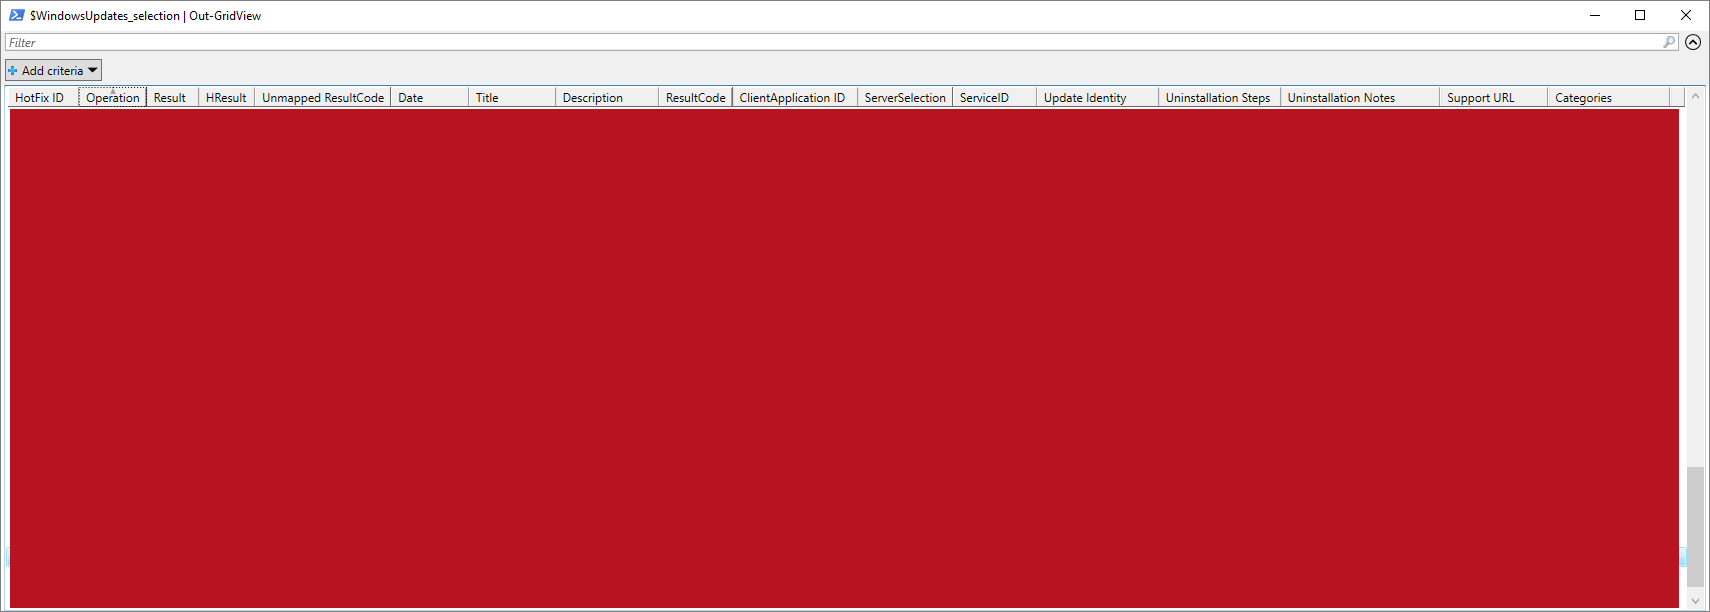 $WindowsUpdates_selection | Out-GridView
Filter
Add criteria
HotFix ID Operation Result HResult Unmapped ResultCode Date Title Description ResultCode ClientApplication ID ServerSelection ServiceID Update Identity Uninstallation Steps Uninstallation Notes Support URL Categories